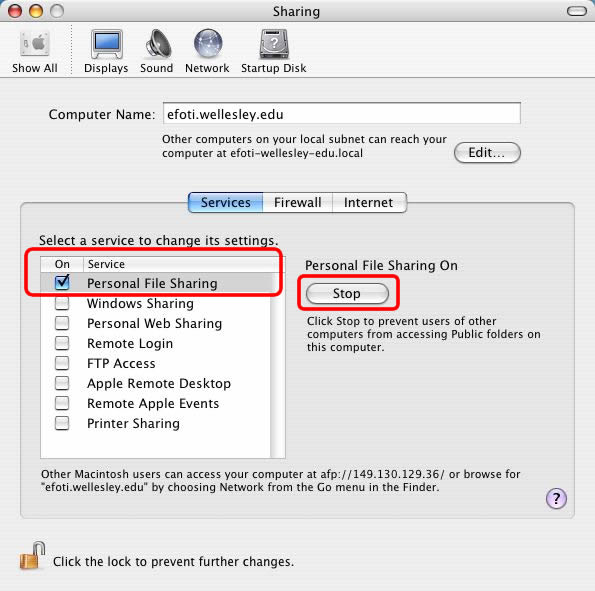 Sharing
Show All
Displays
Sound
Network
Startup Disk
Computer Name: efoti.wellesley.edu
Other computers on your local subnet can reach your
computer at efoti-wellesley-edu.local
Edit...
Services
Firewall
Internet
Select a service to change its settings.
On Service
Personal File Sharing
Windows Sharing
Personal Web Sharing
Remote Login
FTP Access
Apple Remote Desktop
Remote Apple Events
Printer Sharing
Personal File Sharing On
Stop
Click Stop to prevent users of other
computers from accessing Public folders on
this computer.
Other Macintosh users can access your computer at afp://149.130.129.36/ or browse for
"efoti.wellesley.edu" by choosing Network from the Go menu in the Finder.
?
Click the lock to prevent further changes.